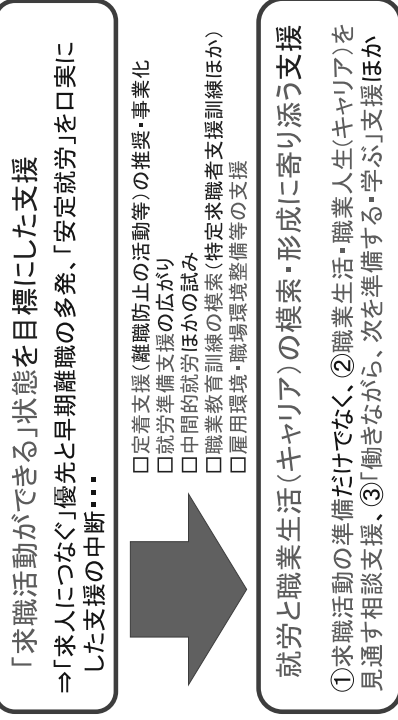 「求職活動ができる」状態を目標にした支援
⇒「求人につなぐ」優先と早期離職の多発、「安定就労」を口実に
した支援の中断・・・
□定着支援(離職防止の活動等)の推奨・事業化
□就労準備支援の広がり
□中間的就労ほかの試み
□職業教育訓練の模索(特定求職者支援訓練ほか)
□雇用環境・職場環境整備等の支援
就労と職業生活(キャリア)の模索・形成に寄り添う支援
①求職活動の準備だけでなく、②職業生活・職業人生(キャリア)を
見通す相談支援、③「働きながら、次を準備する・学ぶ」支援ほか